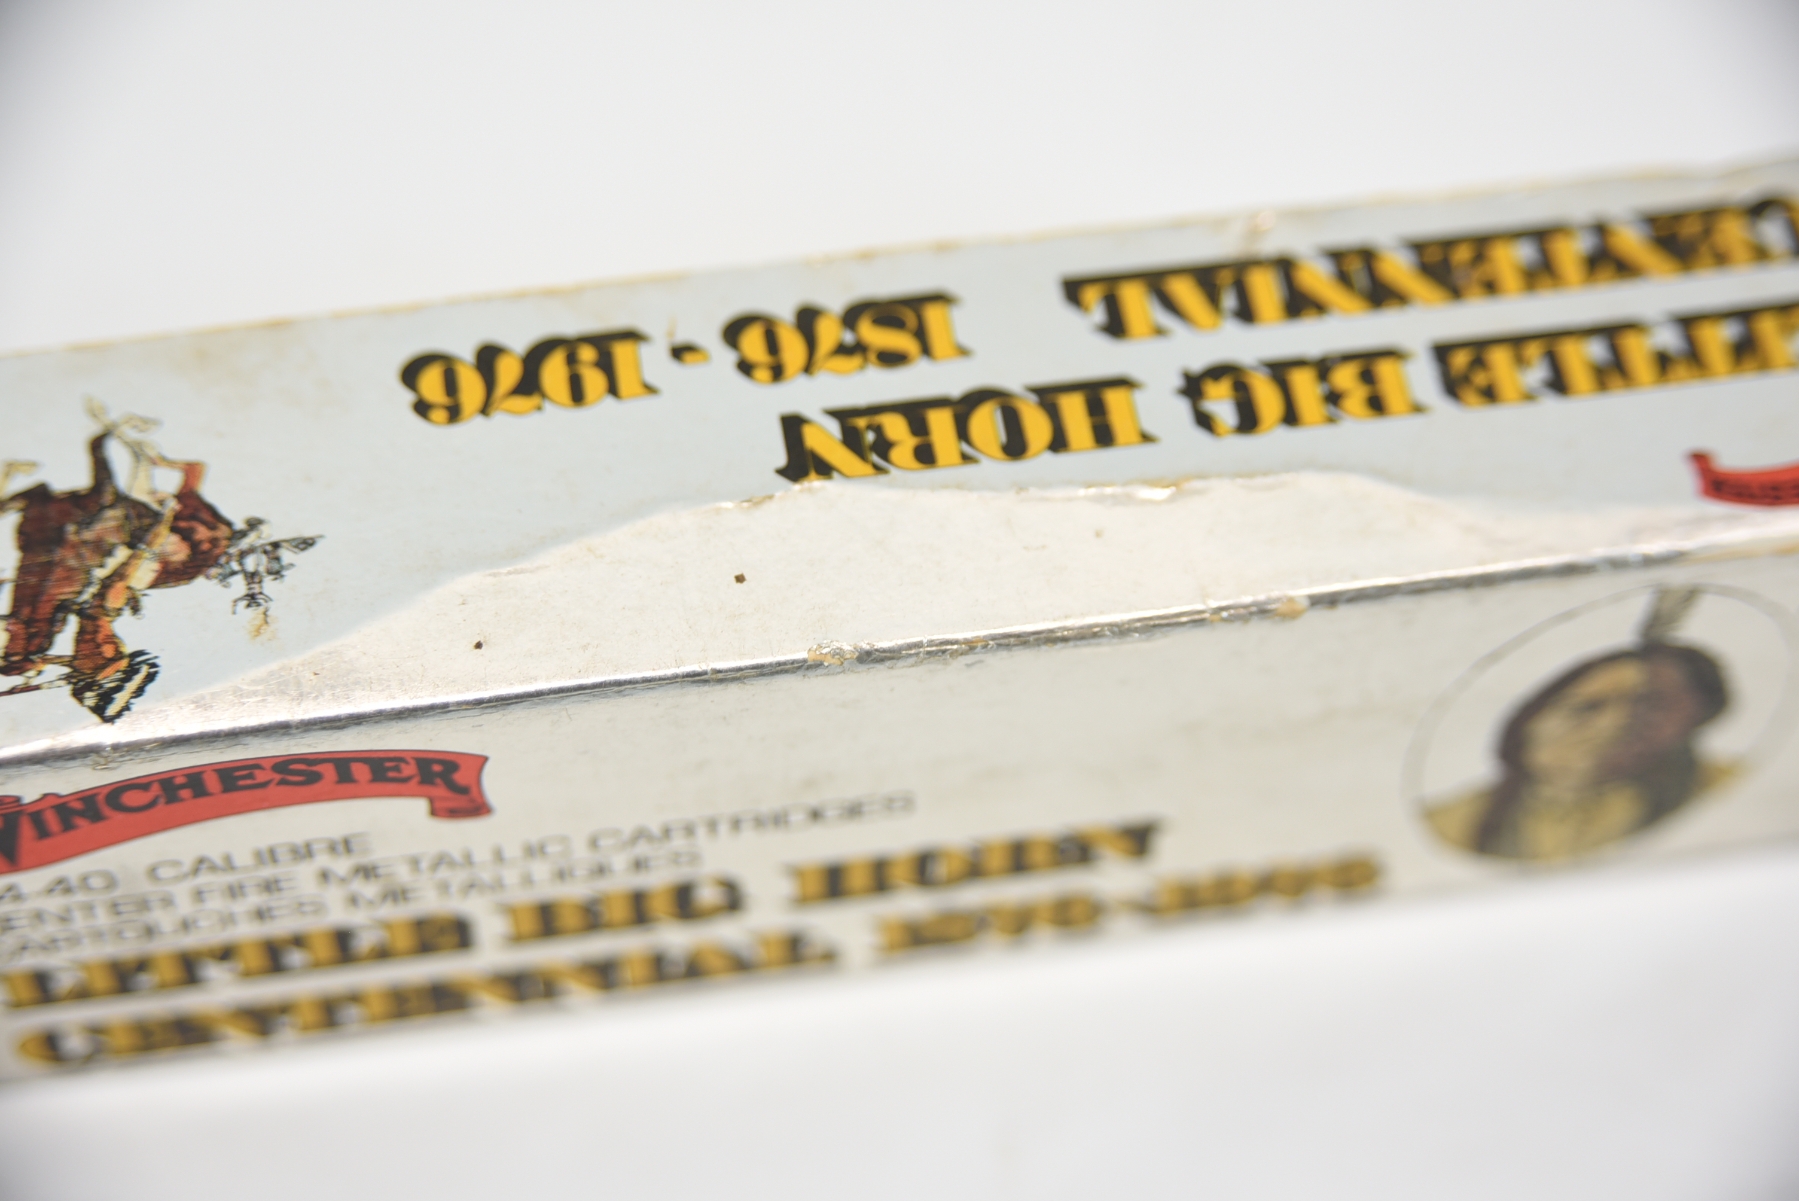 LITTLE BIG HORN
CENTENNIAL 1876 - 1976
WINCHESTER
4-40 CALIBRE
CENTER FIRE METALLIC CARTRIDGES
CARTOUCHES METALLIQUES
LITTLE BIG HORN
CENTENNIAL 1876-1976